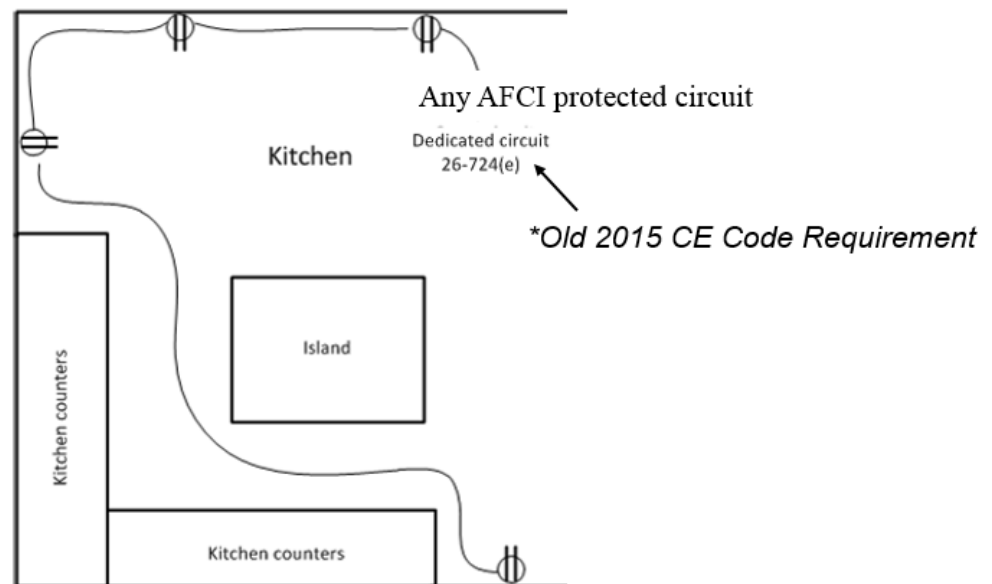 Any AFCI protected circuit
Dedicated circuit
26-724(e)
Kitchen
*Old 2015 CE Code Requirement
Island
Kitchen counters
Kitchen counters